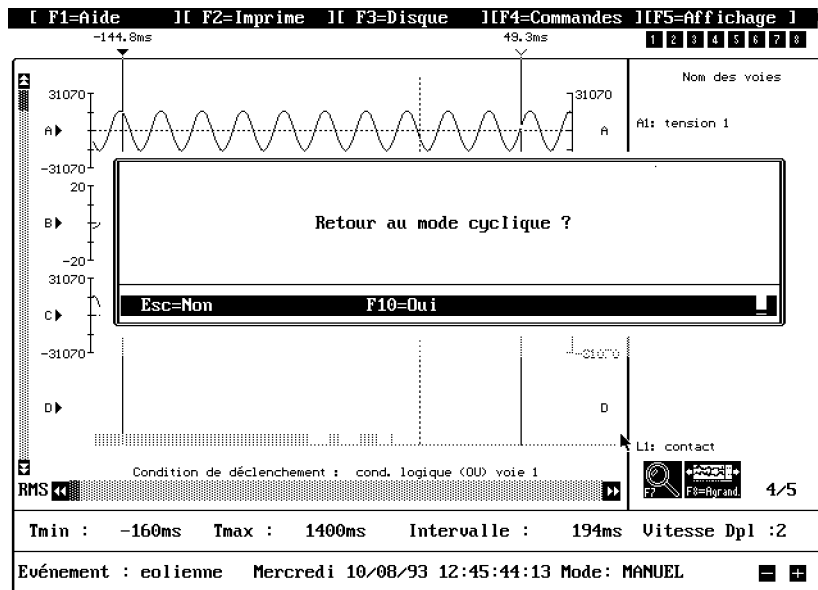 [ F1=Aide ][ F2=Imprime ][ F3=Disque ][F4=Commandes ][F5=Affichage ]
-144.8ms 49.3ms 1 2 3 4 5 6 7 8
Nom des voies
31070 31070
A A A1: tension 1
-31070
20
B Retour au mode cyclique ?
-20
31070
Esc=Non F10=Oui
C
-31070 -31070
D D
L1: contact
Condition de déclenchement : cond. logique (OU) voie 1
RMS F7 F8=Agrand. 4/5
Tmin : -160ms Tmax : 1400ms Intervalle : 194ms Vitesse Dpl :2
Evénement : eolienne Mercredi 10/08/93 12:45:44:13 Mode: MANUEL